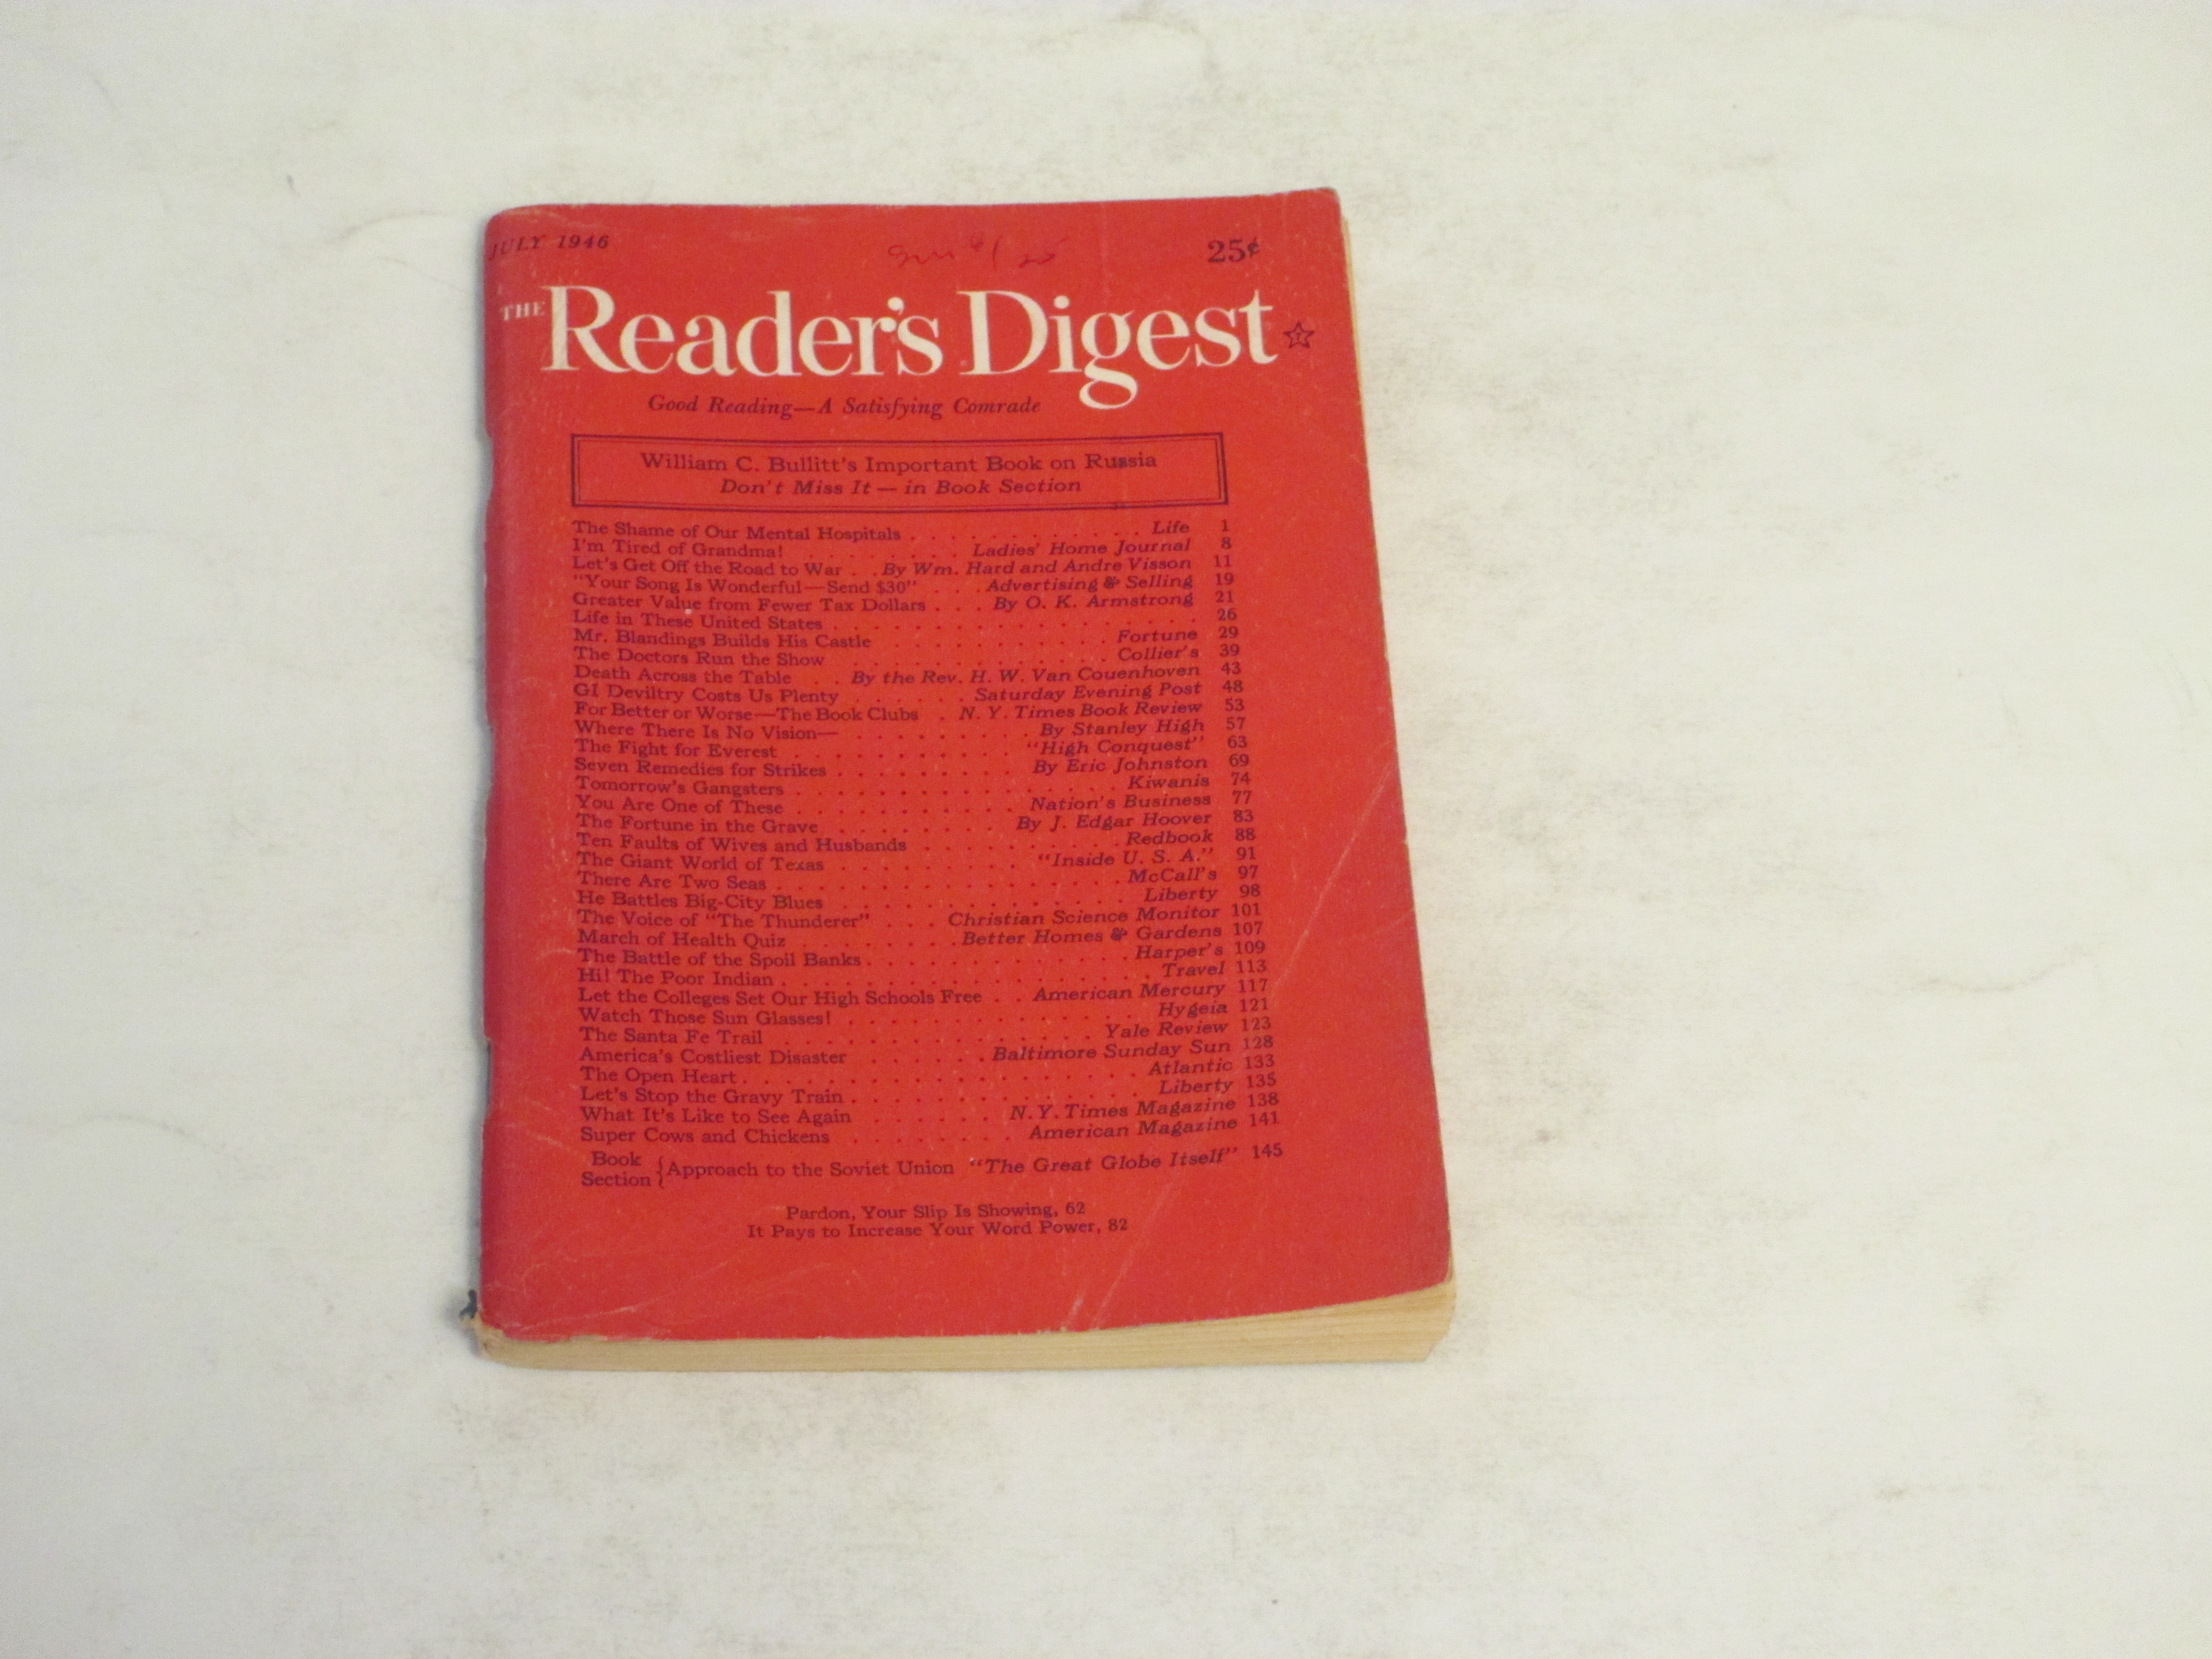 JULY 1946
25¢
THE Reader's Digest
Good Reading—A Satisfying Comrade
William C. Bullitt's Important Book on Russia
Don't Miss It — in Book Section
The Shame of Our Mental Hospitals . . . . . . . . . . . . Life 1
I'm Tired of Grandma! . . . . . . . . Ladies' Home Journal 8
Let's Get Off the Road to War . . By Wm. Hard and Andre Visson 11
"Your Song Is Wonderful—Send $30" . . . Advertising & Selling 19
Greater Value from Fewer Tax Dollars . . . By O. K. Armstrong 21
Life in These United States . . . . . . . . . . . . . . . . . . 26
Mr. Blandings Builds His Castle . . . . . . . . . . . Fortune 29
The Doctors Run the Show . . . . . . . . . . . . . Collier's 39
Death Across the Table . . By the Rev. H. W. Van Couenhoven 43
GI Deviltry Costs Us Plenty . . . . . . Saturday Evening Post 48
For Better or Worse—The Book Clubs . N. Y. Times Book Review 53
Where There Is No Vision— . . . . . . . . . By Stanley High 57
The Fight for Everest . . . . . . . . . . . "High Conquest" 63
Seven Remedies for Strikes . . . . . . . . . By Eric Johnston 69
Tomorrow's Gangsters . . . . . . . . . . . . . . . . Kiwanis 74
You Are One of These . . . . . . . . . . . Nation's Business 77
The Fortune in the Grave . . . . . . . . By J. Edgar Hoover 83
Ten Faults of Wives and Husbands . . . . . . . . . . Redbook 88
The Giant World of Texas . . . . . . . . . . "Inside U. S. A." 91
There Are Two Seas . . . . . . . . . . . . . . . . . McCall's 97
He Battles Big-City Blues . . . . . . . . . . . . . . Liberty 98
The Voice of "The Thunderer" . . . Christian Science Monitor 101
March of Health Quiz . . . . . . . . Better Homes & Gardens 107
The Battle of the Spoil Banks . . . . . . . . . . . . Harper's 109
Hi! The Poor Indian . . . . . . . . . . . . . . . . . . Travel 113
Let the Colleges Set Our High Schools Free . . American Mercury 117
Watch Those Sun Glasses! . . . . . . . . . . . . . . Hygeia 121
The Santa Fe Trail . . . . . . . . . . . . . . . Yale Review 123
America's Costliest Disaster . . . . . . Baltimore Sunday Sun 128
The Open Heart . . . . . . . . . . . . . . . . . . . Atlantic 133
Let's Stop the Gravy Train . . . . . . . . . . . . . . Liberty 135
What It's Like to See Again . . . . . . N. Y. Times Magazine 138
Super Cows and Chickens . . . . . . . . American Magazine 141
Book Section { Approach to the Soviet Union "The Great Globe Itself" 145
Pardon, Your Slip Is Showing, 62
It Pays to Increase Your Word Power, 82